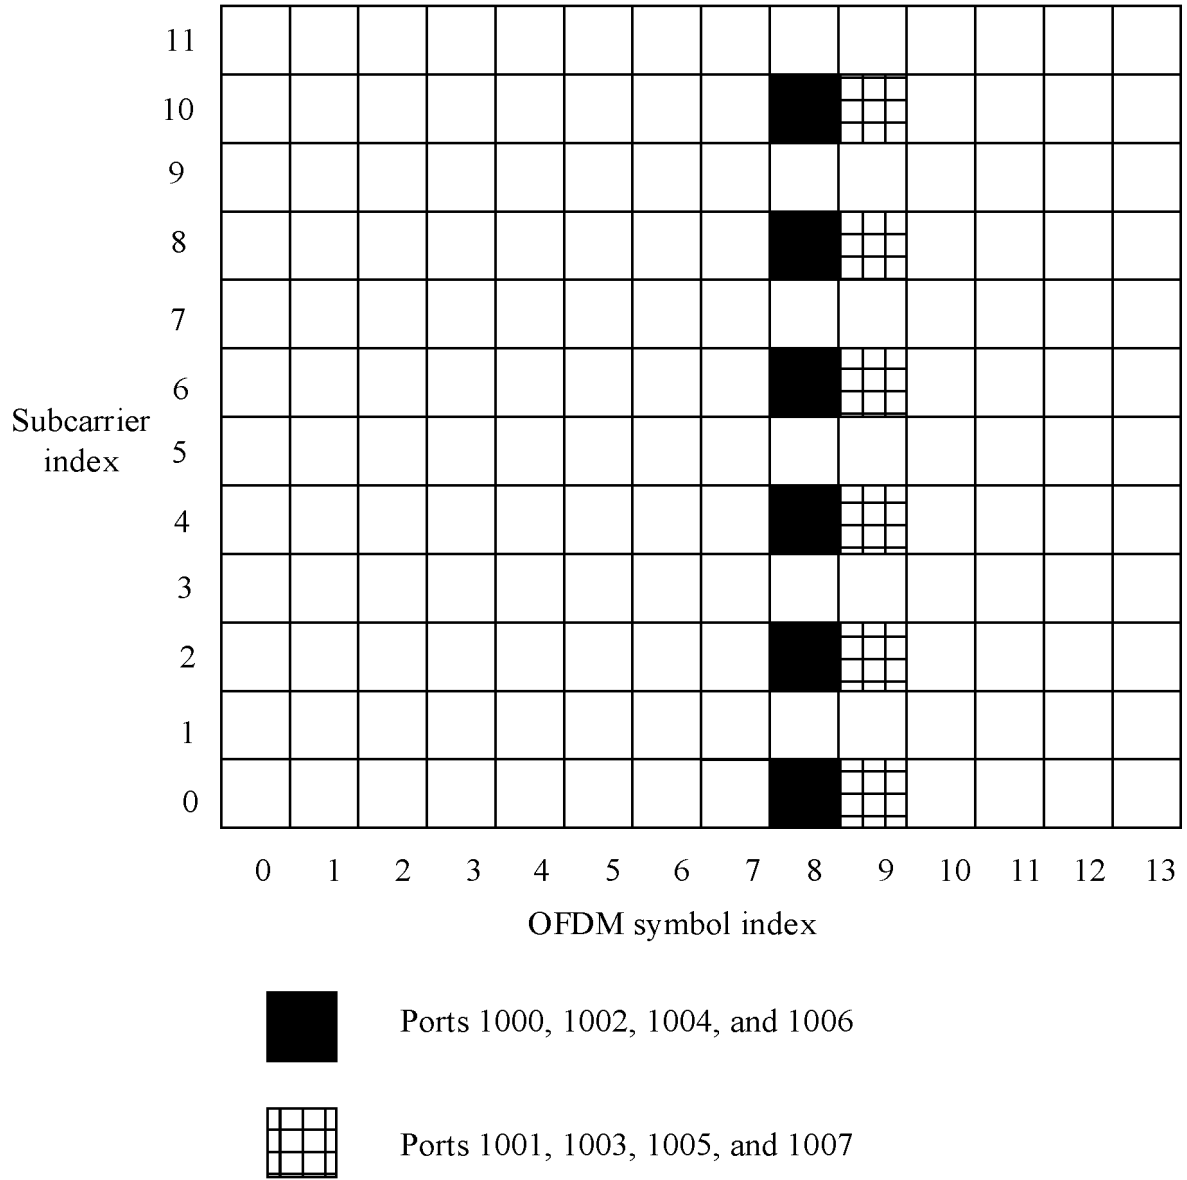 11
10
9
8
7
6
Subcarrier
index
5
4
3
2
1
0
0 1 2 3 4 5 6 7 8 9 10 11 12 13
OFDM symbol index
Ports 1000, 1002, 1004, and 1006
Ports 1001, 1003, 1005, and 1007